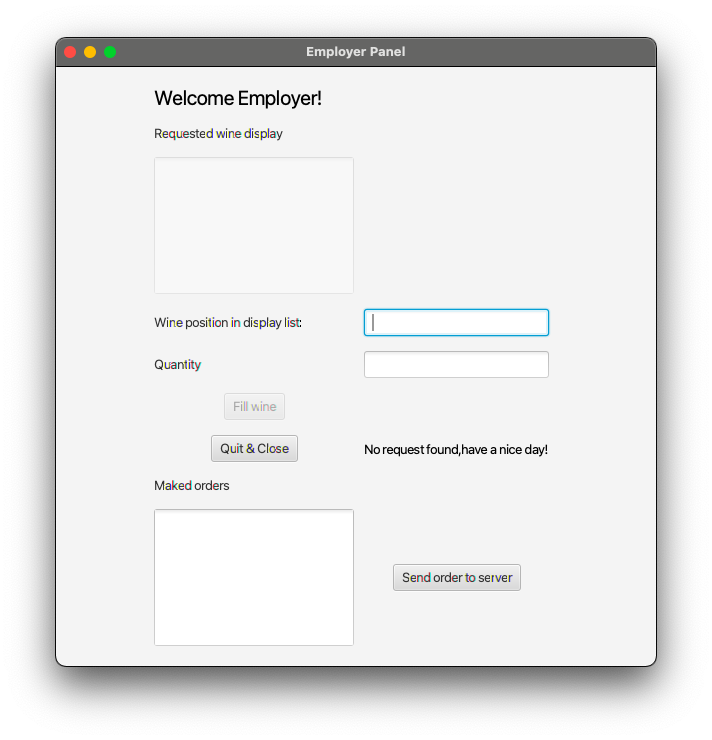 Employer Panel
Welcome Employer!
Requested wine display
Wine position in display list:
Quantity
Fill wine
Quit & Close
No request found,have a nice day!
Maked orders
Send order to server